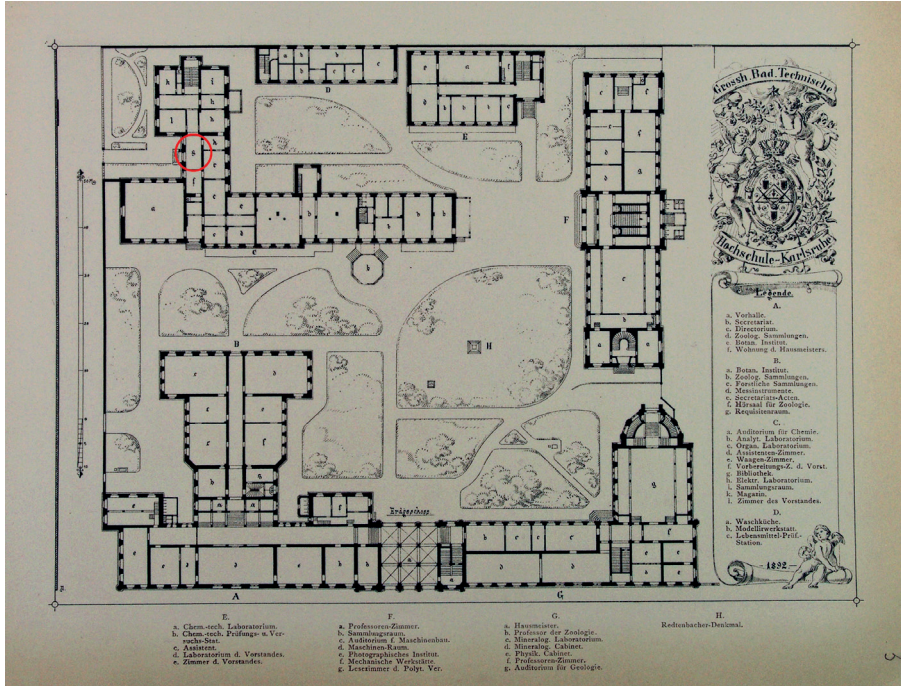 Grossh. Bad. Technische
Hochschule-Karlsruhe
Legende.
A.
a. Vorhalle.
b. Secretariat.
c. Directorium.
d. Zoolog. Sammlungen.
e. Botan. Institut.
f. Wohnung d. Hausmeisters.
B.
a. Botan. Institut.
b. Zoolog. Sammlungen.
c. Forstliche Sammlungen.
d. Messinstrumente.
e. Secretariats-Acten.
f. Hörsaal für Zoologie.
g. Requisitenraum.
C.
a. Auditorium für Chemie.
b. Analyt. Laboratorium.
c. Organ. Laboratorium.
d. Assistenten-Zimmer.
e. Waagen-Zimmer.
f. Vorbereitungs-Z. d. Vorst.
g. Bibliothek.
h. Elektr. Laboratorium.
i. Sammlungsraum.
k. Magazin.
l. Zimmer des Vorstandes.
D.
a. Waschküche.
b. Modellirwerkstatt.
c. Lebensmittel-Prüf.-
Station.
1892
D
E
F
C
B
H
Erdgeschoss.
A
G
E.
a. Chem.-tech. Laboratorium.
b. Chem.-tech. Prüfungs- u. Ver-
suchs-Stat.
c. Assistent.
d. Laboratorium d. Vorstandes.
e. Zimmer d. Vorstandes.
F.
a. Professoren-Zimmer.
b. Sammlungsraum.
c. Auditorium f. Maschinenbau.
d. Maschinen-Raum.
e. Photographisches Institut.
f. Mechanische Werkstätte.
g. Lesezimmer d. Polyt. Ver.
G.
a. Hausmeister.
b. Professor der Zoologie.
c. Mineralog. Laboratorium.
d. Mineralog. Cabinet.
e. Physik. Cabinet.
f. Professoren-Zimmer.
g. Auditorium für Geologie.
H.
Redtenbacher-Denkmal.
3